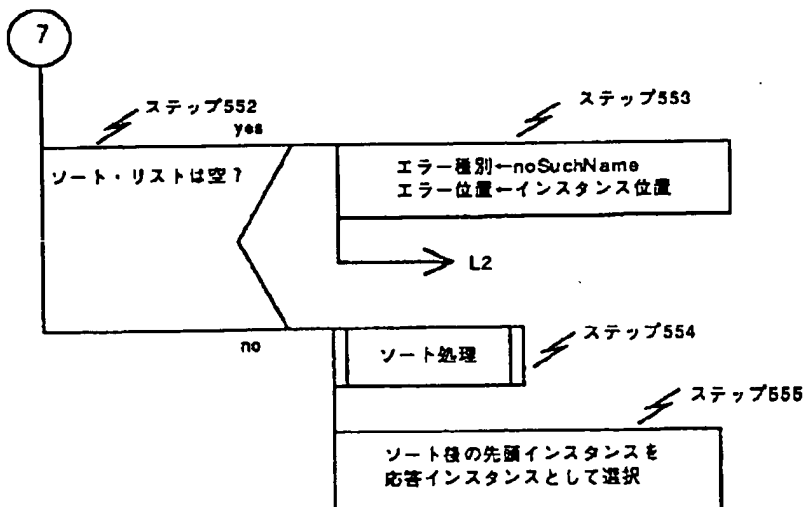 7
ステップ552
yes
ステップ553
ソート・リストは空?
エラー種別←noSuchName
エラー位置←インスタンス位置
L2
no
ソート処理
ステップ554
ステップ555
ソート後の先頭インスタンスを
応答インスタンスとして選択